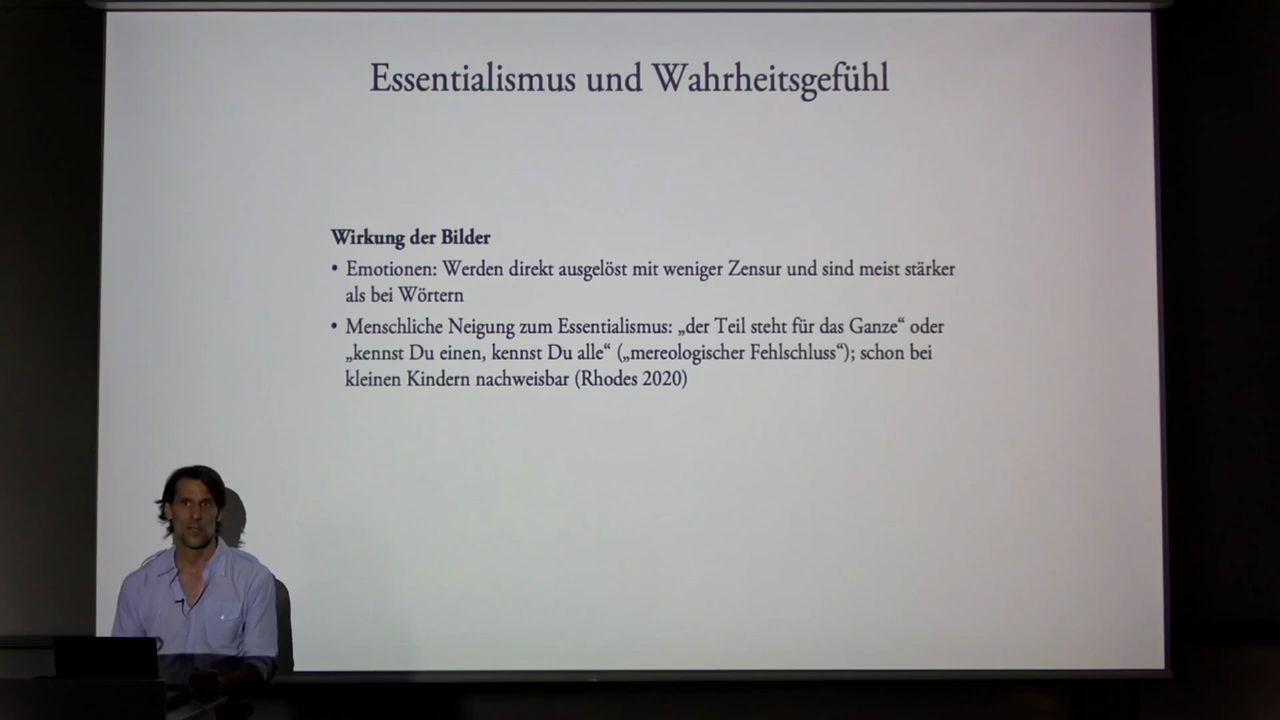 Essentialismus und Wahrheitsgefühl
Wirkung der Bilder
• Emotionen: Werden direkt ausgelöst mit weniger Zensur und sind meist stärker
als bei Wörtern
• Menschliche Neigung zum Essentialismus: „der Teil steht für das Ganze“ oder
„kennst Du einen, kennst Du alle“ („mereologischer Fehlschluss“); schon bei
kleinen Kindern nachweisbar (Rhodes 2020)